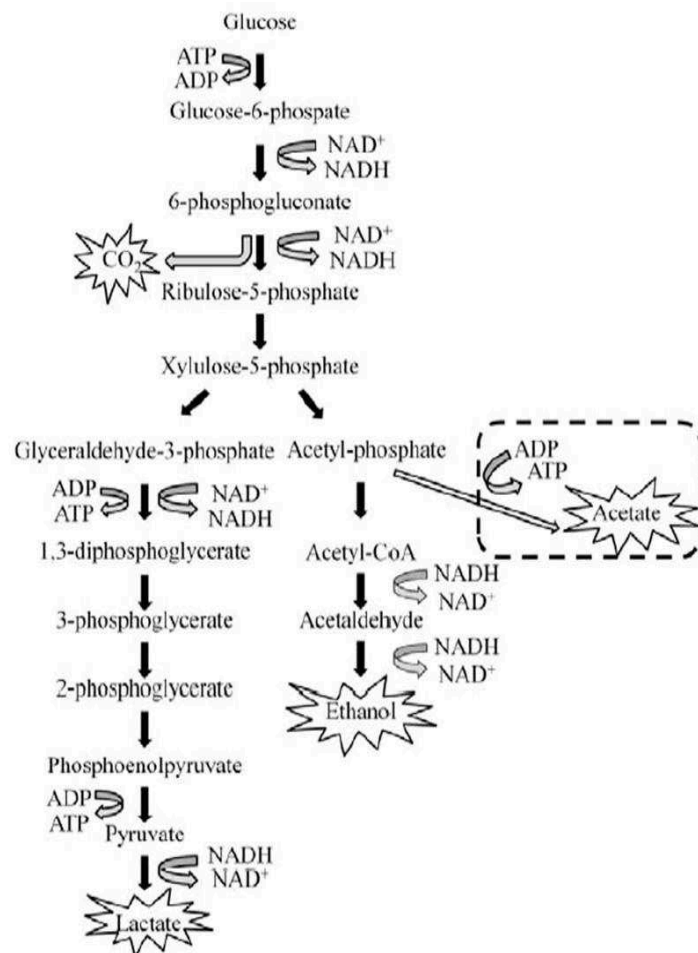 Glucose
ATP
ADP
Glucose-6-phospate
NAD⁺
NADH
6-phosphogluconate
NAD⁺
NADH
CO₂
Ribulose-5-phosphate
Xylulose-5-phosphate
Glyceraldehyde-3-phosphate Acetyl-phosphate
ADP
ATP
Acetate
ADP
ATP
NAD⁺
NADH
1,3-diphosphoglycerate
Acetyl-CoA
NADH
NAD⁺
3-phosphoglycerate
Acetaldehyde
NADH
NAD⁺
2-phosphoglycerate
Ethanol
Phosphoenolpyruvate
ADP
ATP
Pyruvate
NADH
NAD⁺
Lactate